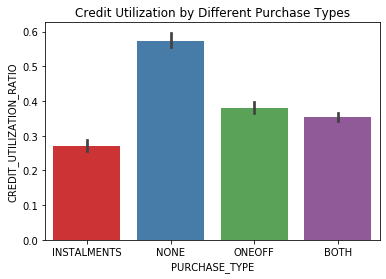 Credit Utilization by Different Purchase Types
CREDIT_UTILIZATION_RATIO
0.6
0.5
0.4
0.3
0.2
0.1
0.0
INSTALMENTS NONE ONEOFF BOTH
PURCHASE_TYPE